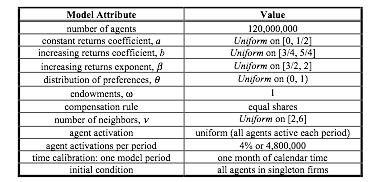 Model Attribute Value
number of agents 120,000,000
constant returns coefficient, a Uniform on [0, 1/2]
increasing returns coefficient, b Uniform on [3/4, 5/4]
increasing returns exponent, β Uniform on [3/2, 2]
distribution of preferences, θ Uniform on (0, 1)
endowments, ω 1
compensation rule equal shares
number of neighbors, ν Uniform on [2,6]
agent activation uniform (all agents active each period)
agent activations per period 4% or 4,800,000
time calibration: one model period one month of calendar time
initial condition all agents in singleton firms